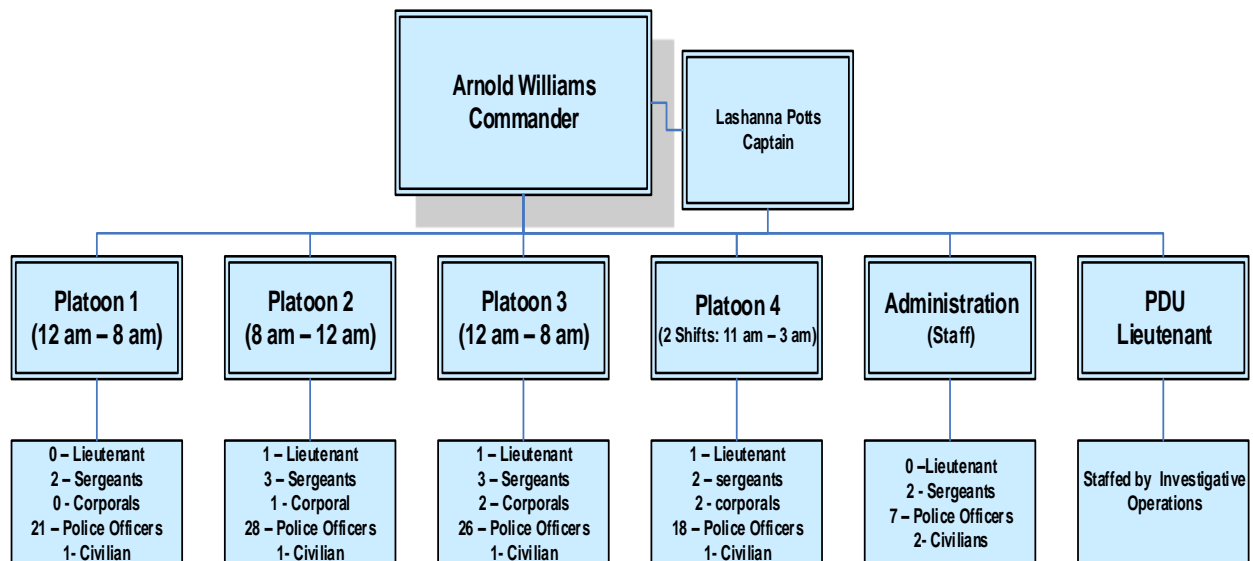 Arnold Williams
Commander
Lashanna Potts
Captain
Platoon 1
(12 am – 8 am)
Platoon 2
(8 am – 12 am)
Platoon 3
(12 am – 8 am)
Platoon 4
(2 Shifts: 11 am – 3 am)
Administration
(Staff)
PDU
Lieutenant
0 – Lieutenant
2 – Sergeants
0 - Corporals
21 – Police Officers
1- Civilian
1 – Lieutenant
3 – Sergeants
1 - Corporal
28 – Police Officers
1- Civilian
1 – Lieutenant
3 – Sergeants
2 – Corporals
26 – Police Officers
1- Civilian
1 – Lieutenant
2 – sergeants
2 - corporals
18 – Police Officers
1- Civilian
0 –Lieutenant
2 - Sergeants
7 – Police Officers
2- Civilians
Staffed by Investigative
Operations